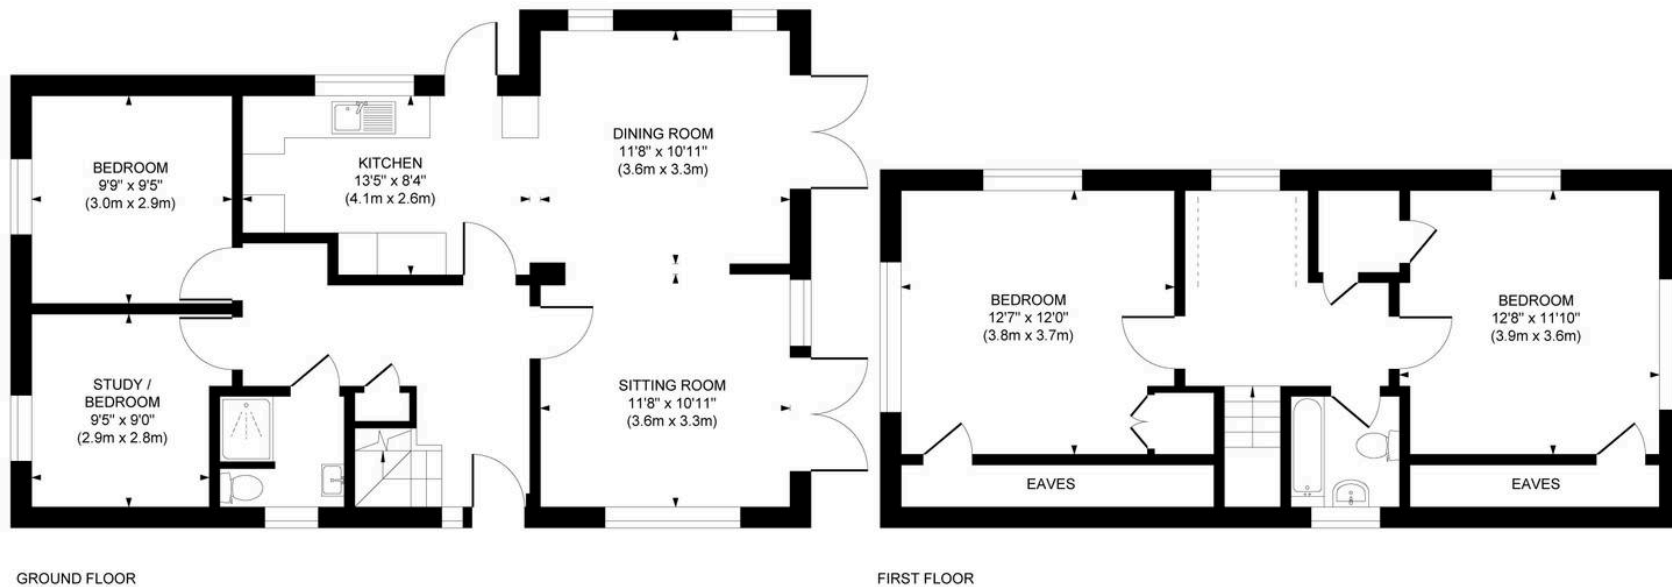 BEDROOM
9'9" x 9'5"
(3.0m x 2.9m)
KITCHEN
13'5" x 8'4"
(4.1m x 2.6m)
DINING ROOM
11'8" x 10'11"
(3.6m x 3.3m)
STUDY /
BEDROOM
9'5" x 9'0"
(2.9m x 2.8m)
SITTING ROOM
11'8" x 10'11"
(3.6m x 3.3m)
GROUND FLOOR
BEDROOM
12'7" x 12'0"
(3.8m x 3.7m)
BEDROOM
12'8" x 11'10"
(3.9m x 3.6m)
EAVES
EAVES
FIRST FLOOR